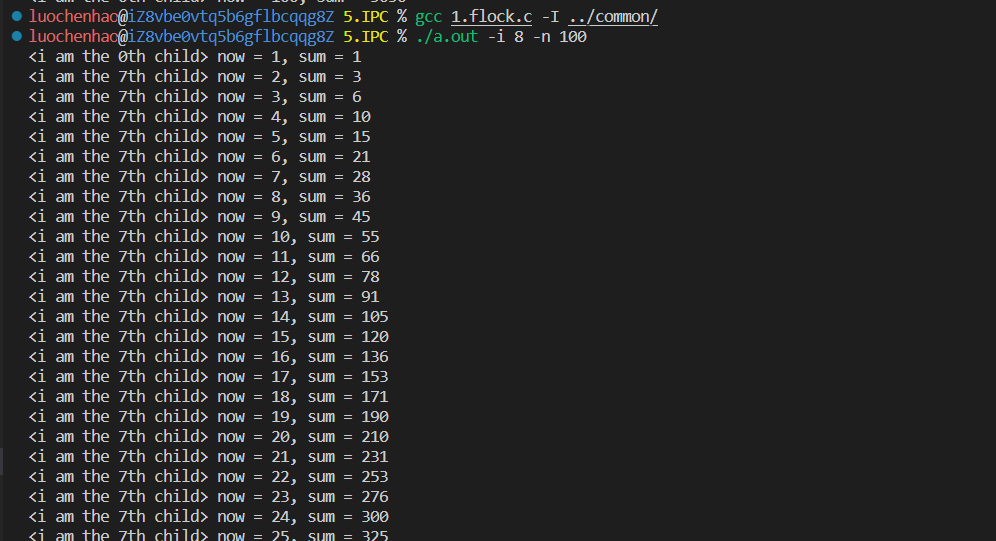 luochenhao@iZ8vbe0vtq5b6gflbcqqg8Z 5.IPC % gcc 1.flock.c -I ../common/
luochenhao@iZ8vbe0vtq5b6gflbcqqg8Z 5.IPC % ./a.out -i 8 -n 100
<i am the 0th child> now = 1, sum = 1
<i am the 7th child> now = 2, sum = 3
<i am the 7th child> now = 3, sum = 6
<i am the 7th child> now = 4, sum = 10
<i am the 7th child> now = 5, sum = 15
<i am the 7th child> now = 6, sum = 21
<i am the 7th child> now = 7, sum = 28
<i am the 7th child> now = 8, sum = 36
<i am the 7th child> now = 9, sum = 45
<i am the 7th child> now = 10, sum = 55
<i am the 7th child> now = 11, sum = 66
<i am the 7th child> now = 12, sum = 78
<i am the 7th child> now = 13, sum = 91
<i am the 7th child> now = 14, sum = 105
<i am the 7th child> now = 15, sum = 120
<i am the 7th child> now = 16, sum = 136
<i am the 7th child> now = 17, sum = 153
<i am the 7th child> now = 18, sum = 171
<i am the 7th child> now = 19, sum = 190
<i am the 7th child> now = 20, sum = 210
<i am the 7th child> now = 21, sum = 231
<i am the 7th child> now = 22, sum = 253
<i am the 7th child> now = 23, sum = 276
<i am the 7th child> now = 24, sum = 300
<i am the 7th child> now = 25, sum = 325